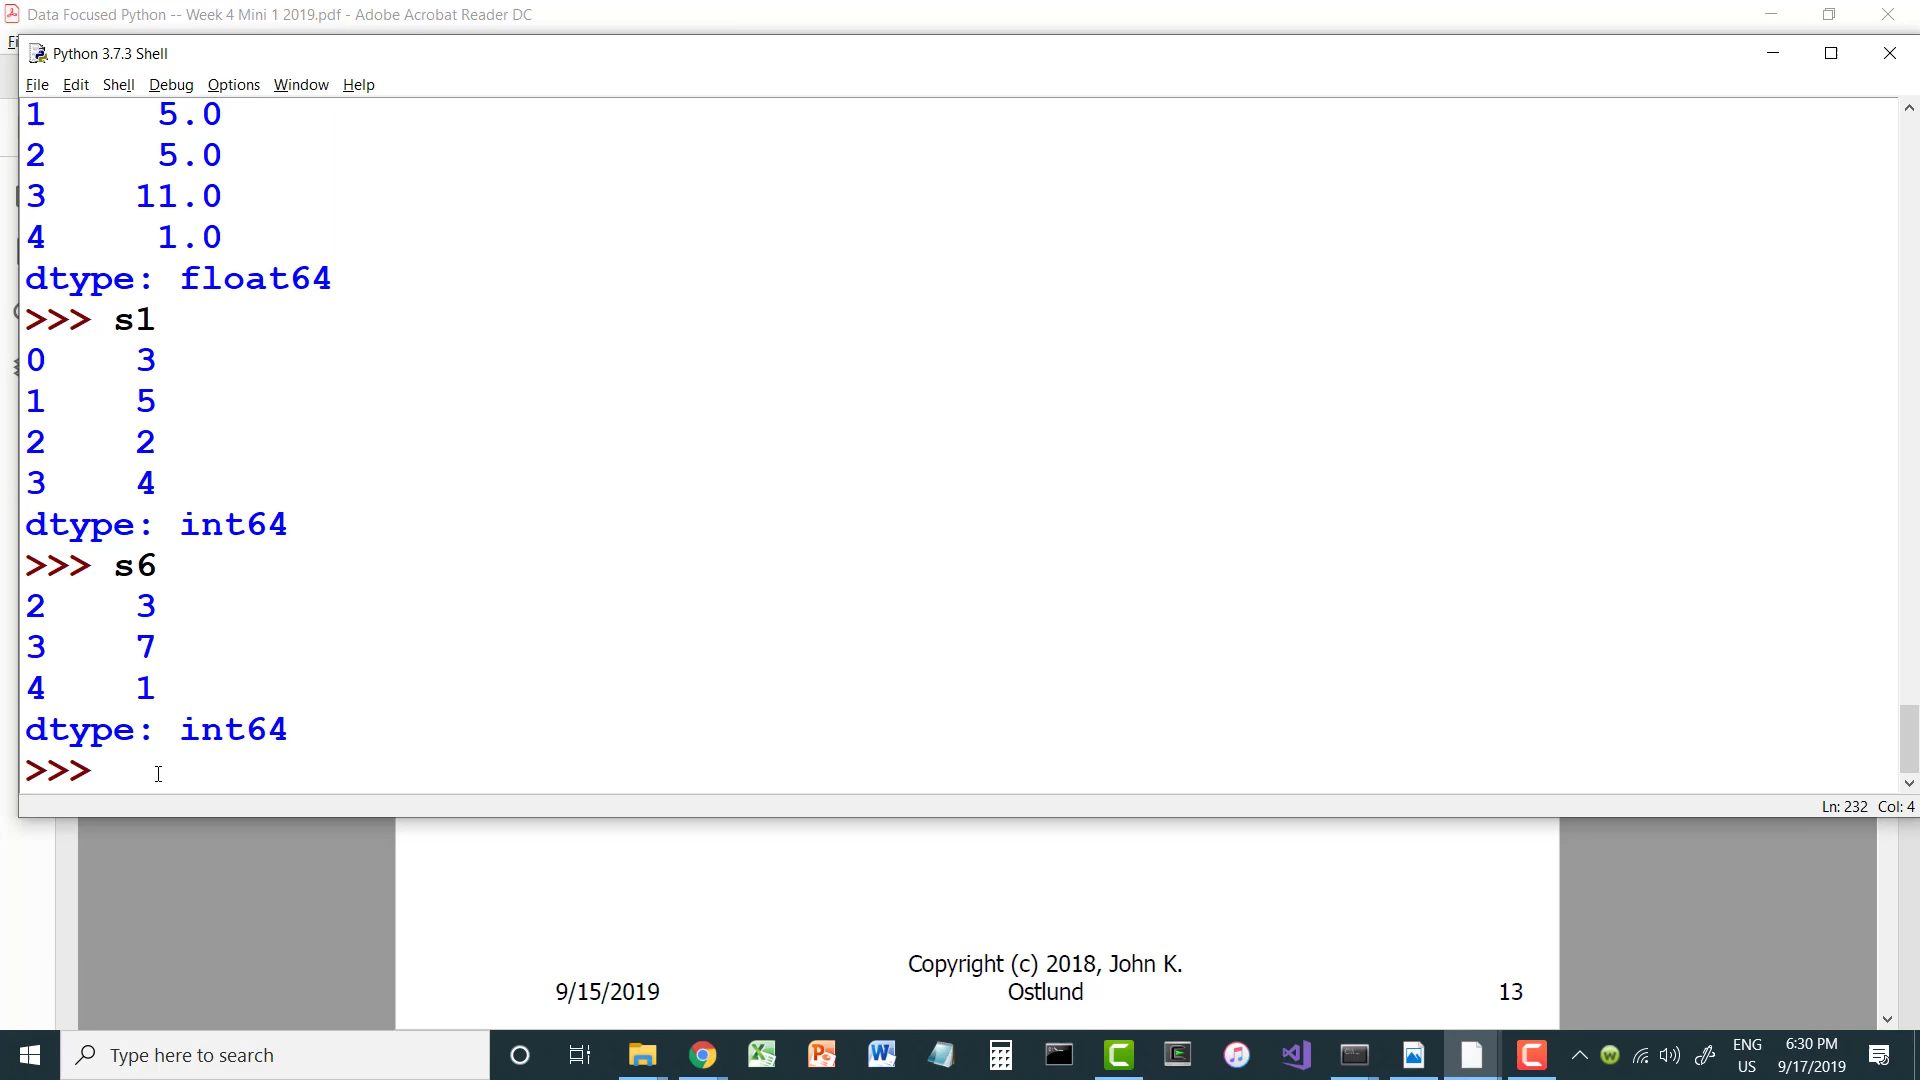 Data Focused Python -- Week 4 Mini 1 2019.pdf - Adobe Acrobat Reader DC
Python 3.7.3 Shell
File Edit Shell Debug Options Window Help
1 5.0
2 5.0
3 11.0
4 1.0
dtype: float64
>>> s1
0 3
1 5
2 2
3 4
dtype: int64
>>> s6
2 3
3 7
4 1
dtype: int64
>>>
Ln: 232 Col: 4
Copyright (c) 2018, John K.
9/15/2019 Ostlund 13
Type here to search
ENG 6:30 PM
US 9/17/2019